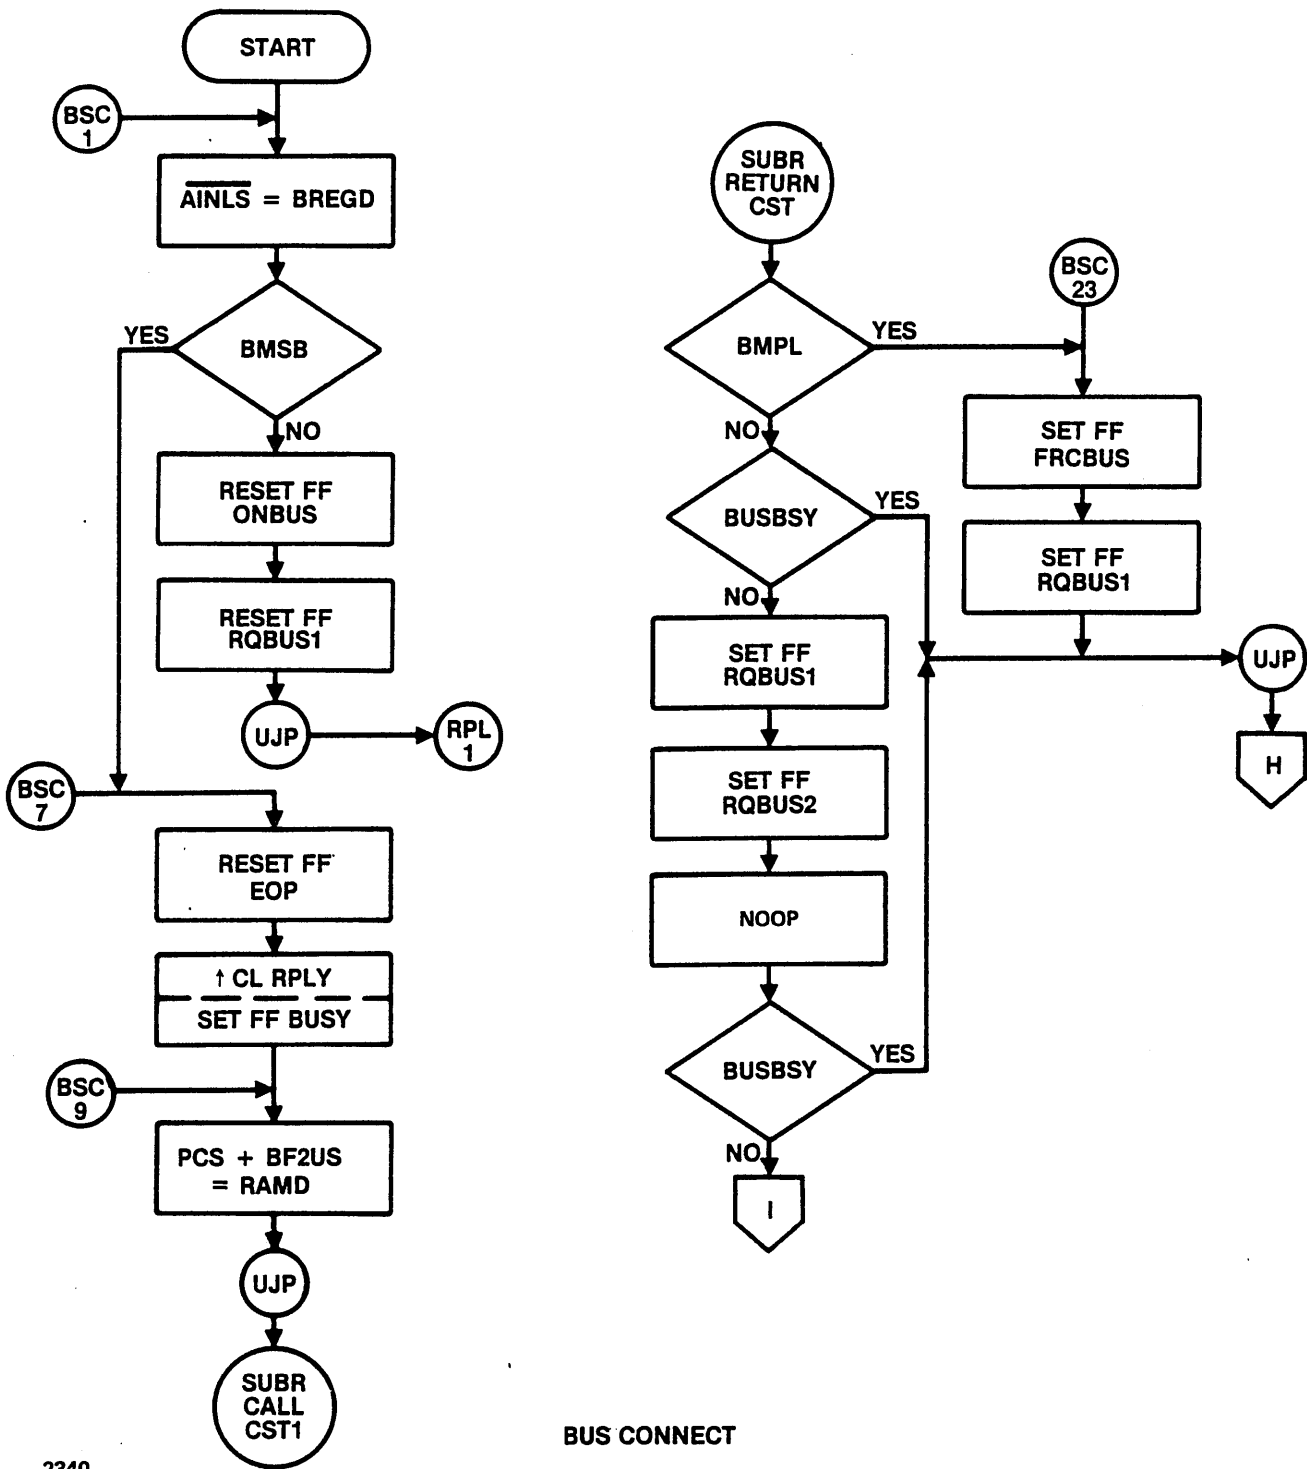 START
BSC
1
AINLS = BREGD
YES
BMSB
NO
RESET FF
ONBUS
RESET FF
RQBUS1
UJP
RPL
1
BSC
7
RESET FF
EOP
↑ CL RPLY
SET FF BUSY
BSC
9
PCS + BF2US
= RAMD
UJP
SUBR
CALL
CST1
SUBR
RETURN
CST
BMPL
YES
BSC
23
SET FF
FRCBUS
SET FF
RQBUS1
NO
BUSBSY
YES
NO
SET FF
RQBUS1
SET FF
RQBUS2
NOOP
BUSBSY
YES
NO
I
UJP
H
BUS CONNECT
2340